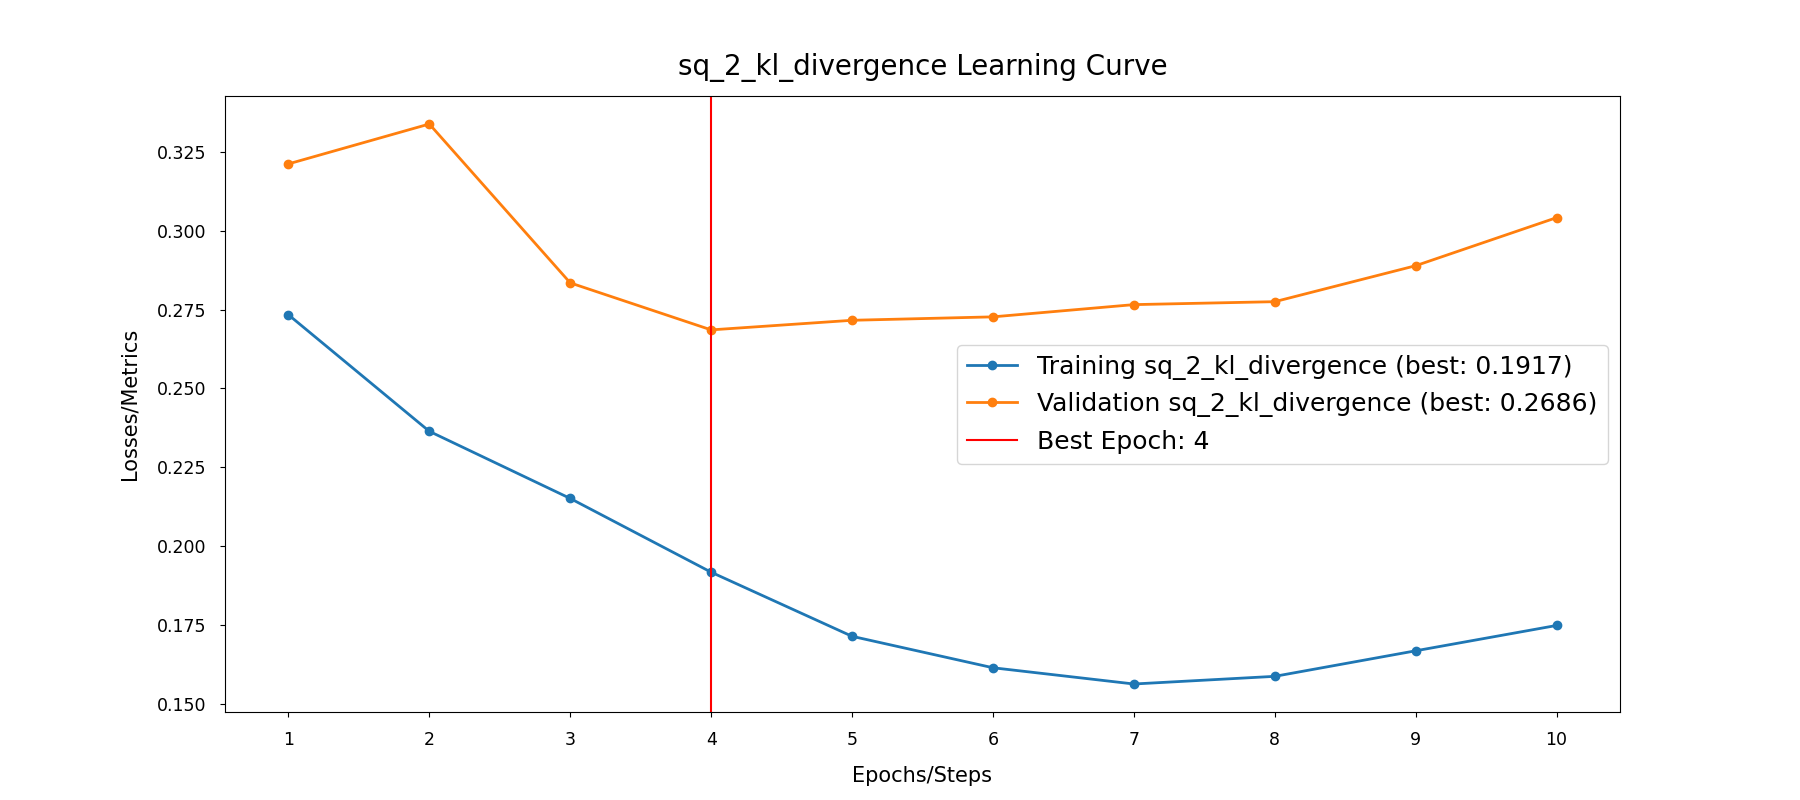 sq_2_kl_divergence Learning Curve
Losses/Metrics
0.325
0.300
0.275
0.250
0.225
0.200
0.175
0.150
Training sq_2_kl_divergence (best: 0.1917)
Validation sq_2_kl_divergence (best: 0.2686)
Best Epoch: 4
1 2 3 4 5 6 7 8 9 10
Epochs/Steps